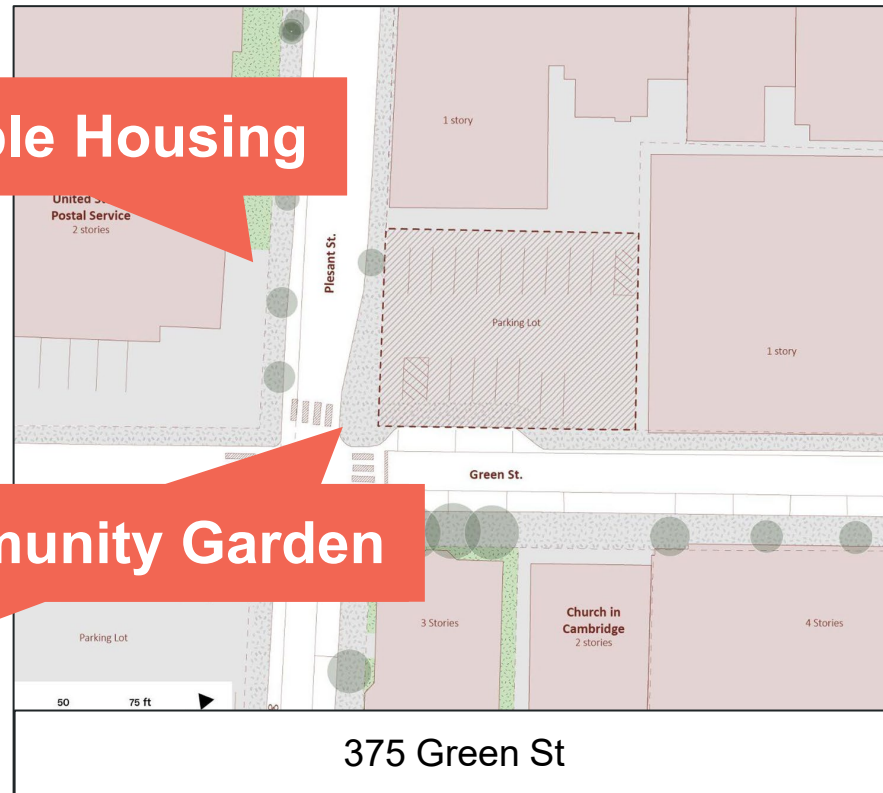 ble Housing
1 story
United S
Postal Service
2 stories
Plesant St.
Parking Lot
1 story
Green St.
munity Garden
Parking Lot
3 Stories
Church in
Cambridge
2 stories
4 Stories
50 75 ft
375 Green St